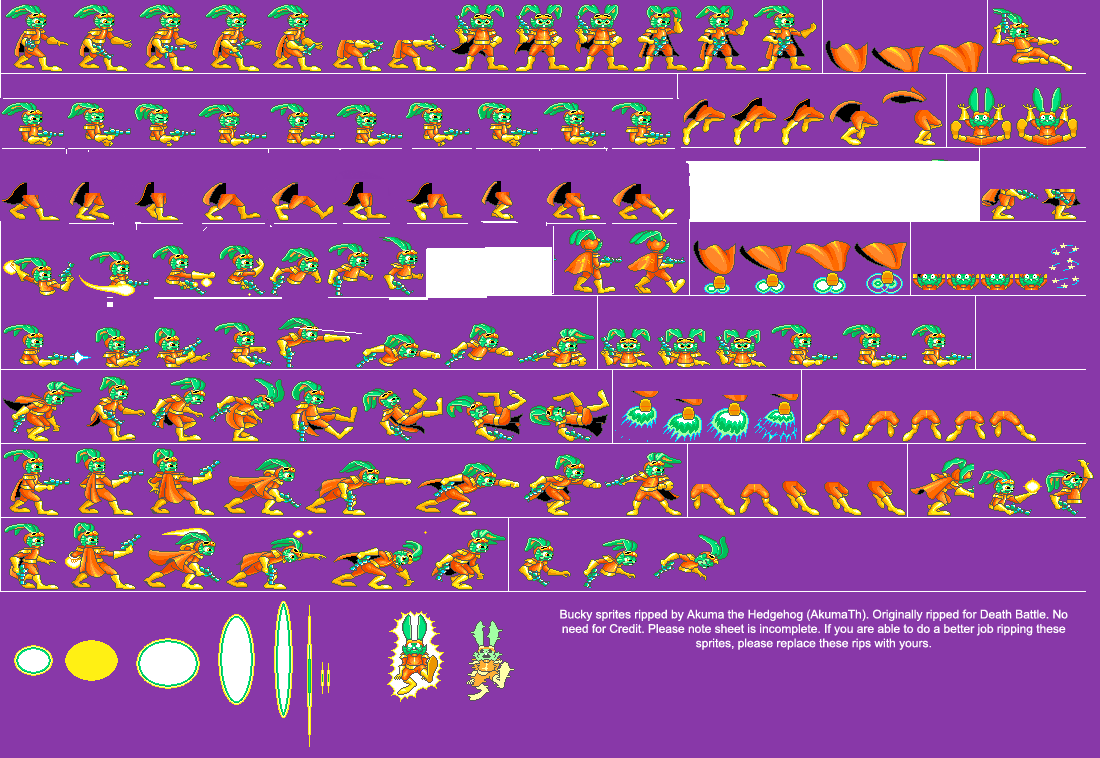 Bucky sprites ripped by Akuma the Hedgehog (AkumaTh). Originally ripped for Death Battle. No
need for Credit. Please note sheet is incomplete. If you are able to do a better job ripping these
sprites, please replace these rips with yours.